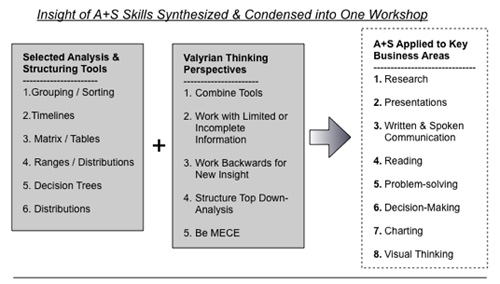 Insight of A+S Skills Synthesized & Condensed into One Workshop
Selected Analysis &
Structuring Tools
1.Grouping / Sorting
2.Timelines
3. Matrix / Tables
4. Ranges / Distributions
5. Decision Trees
6. Distributions
+
Valyrian Thinking
Perspectives
1. Combine Tools
2. Work with Limited or
Incomplete
Information
3. Work Backwards for
New Insight
4. Structure Top Down-
Analysis
5. Be MECE
A+S Applied to Key
Business Areas
1. Research
2. Presentations
3. Written & Spoken
Communication
4. Reading
5. Problem-solving
6. Decision-Making
7. Charting
8. Visual Thinking